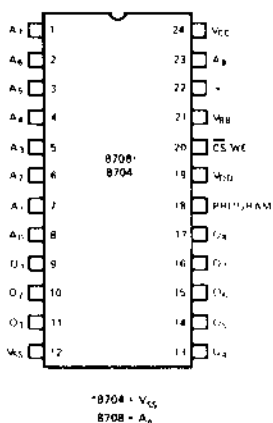 A7 1 24 VCC
A6 2 23 A8
A5 3 22 *
A4 4 21 VBB
A3 5 20 CS/WE
A2 6 19 VDD
A1 7 18 PROGRAM
A0 8 17 O8
O1 9 16 O7
O2 10 15 O6
O3 11 14 O5
VSS 12 13 O4
8708*
8704
*8704 = VSS
8708 = A9